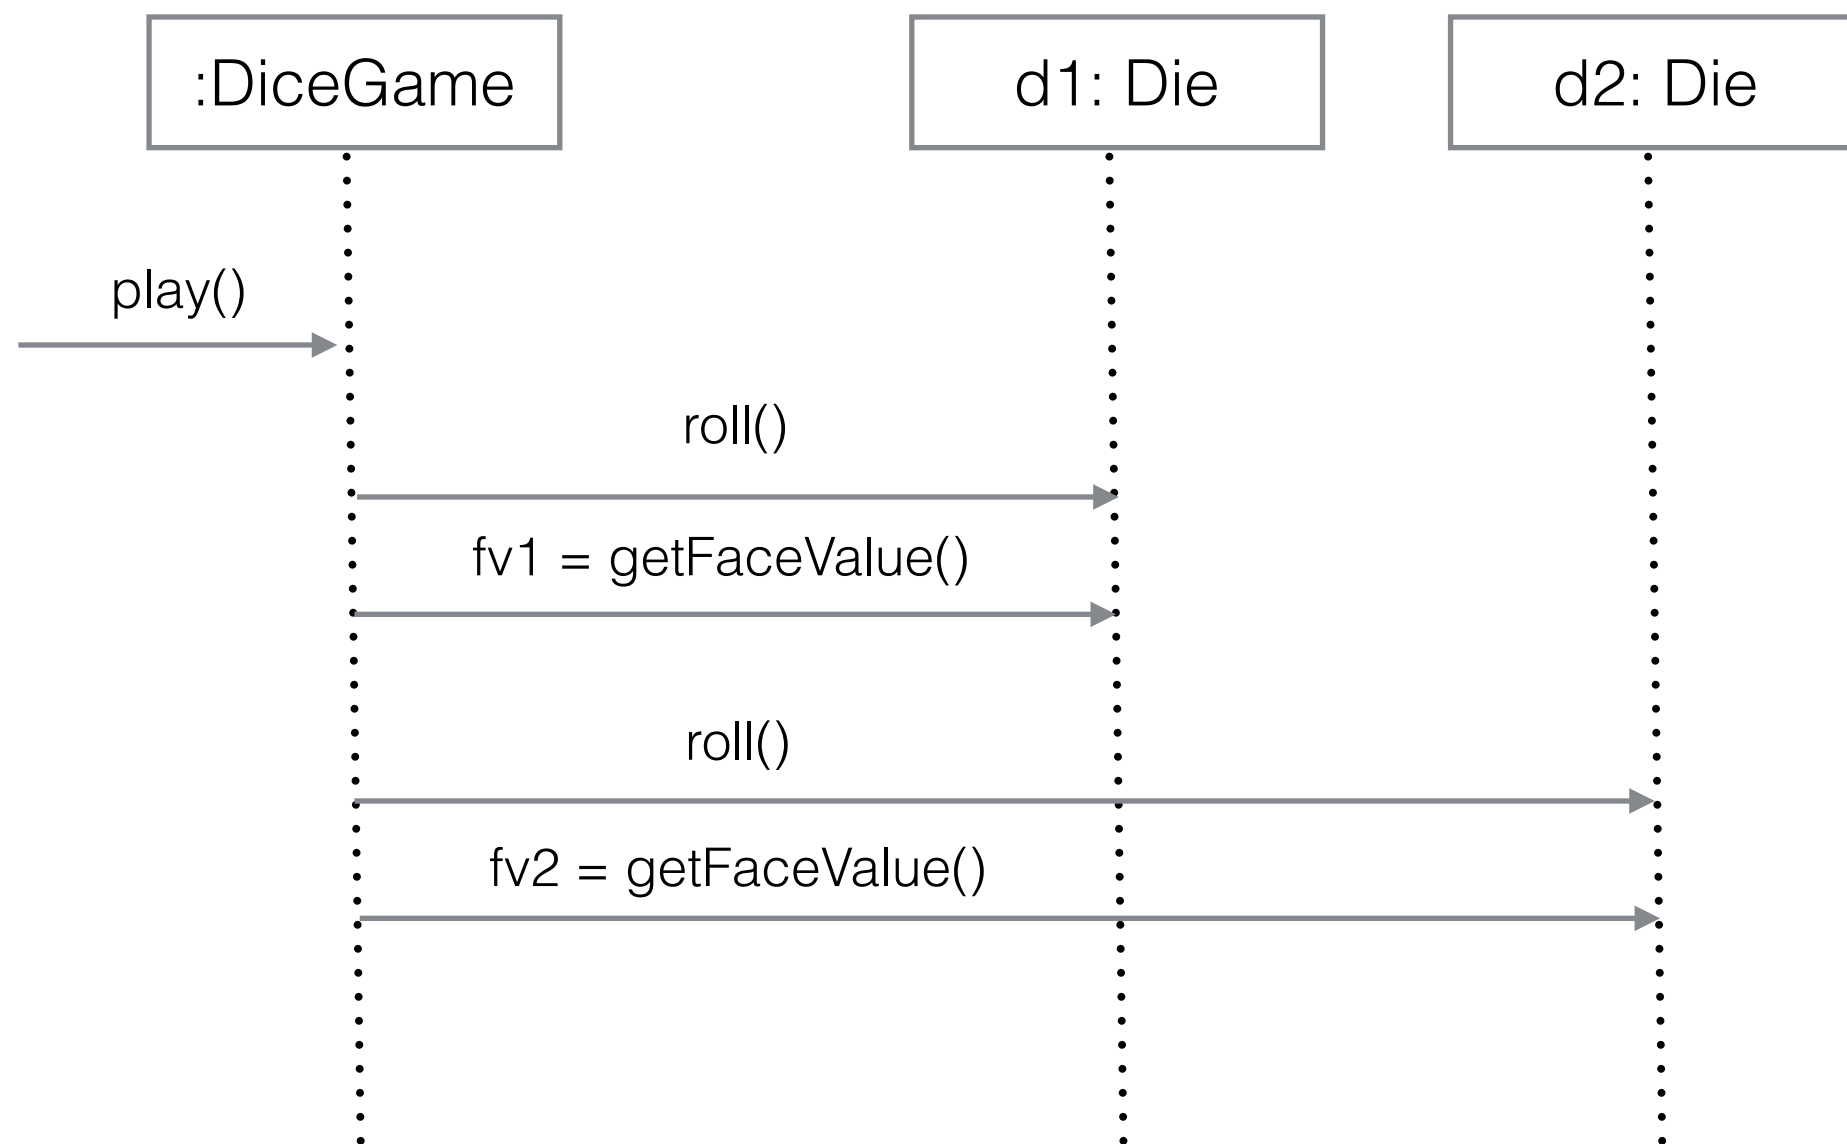 :DiceGame
d1: Die
d2: Die
play()
roll()
fv1 = getFaceValue()
roll()
fv2 = getFaceValue()